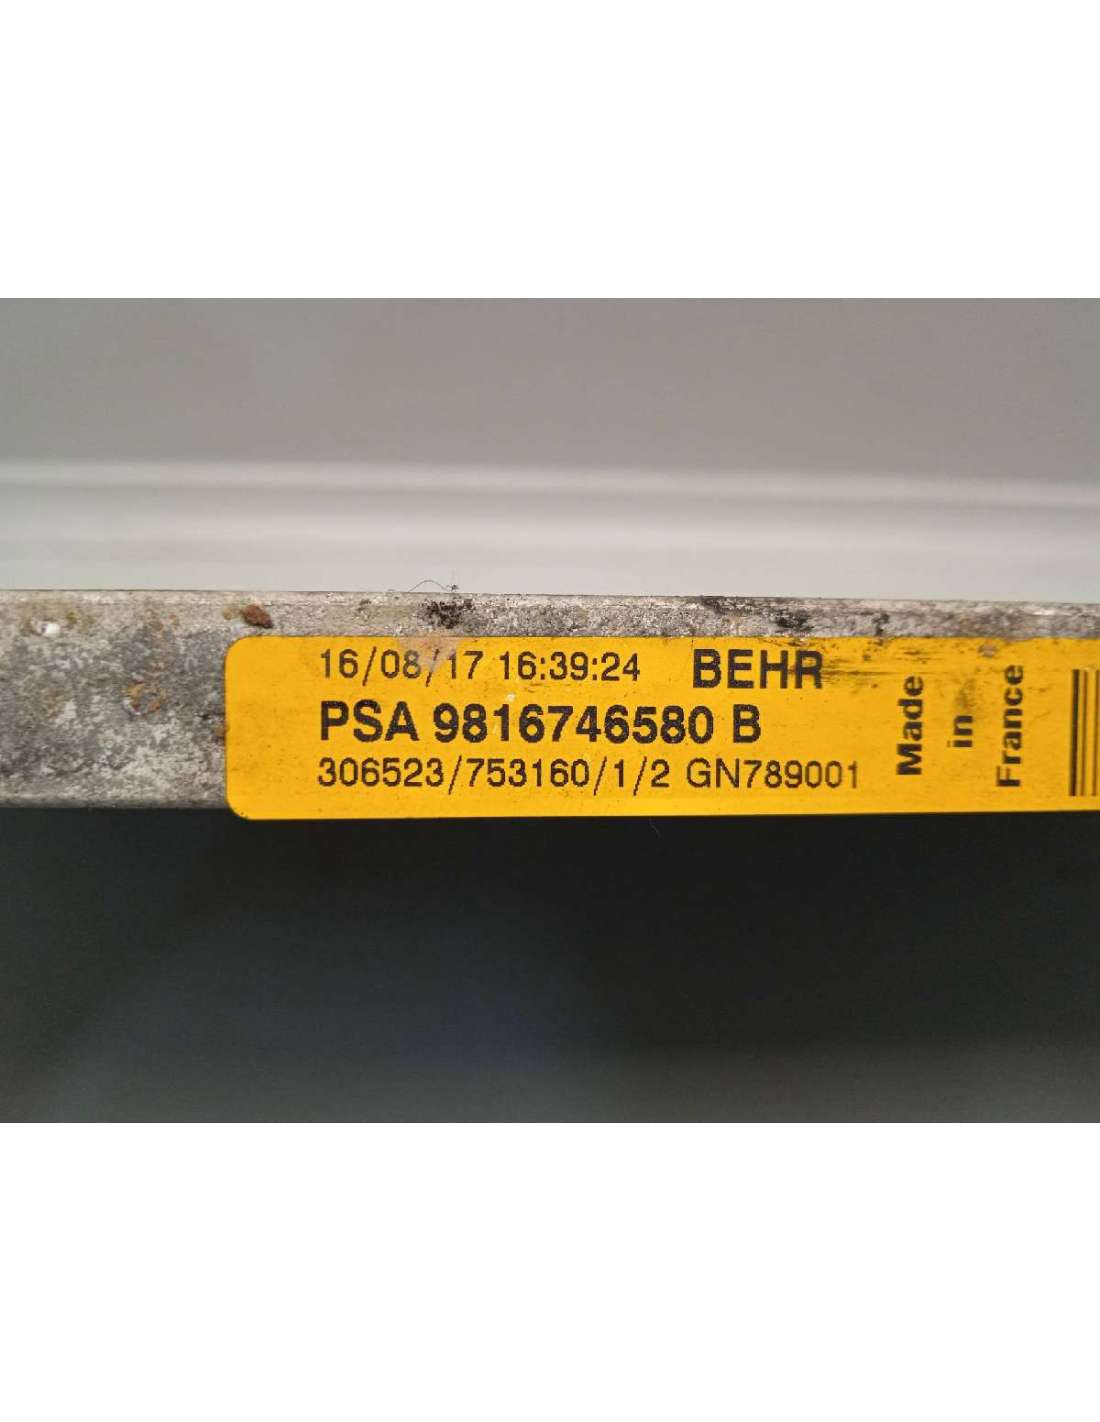 16/08/17 16:39:24 BEHR
PSA 9816746580 B
306523/753160/1/2 GN789001
Made
in
France